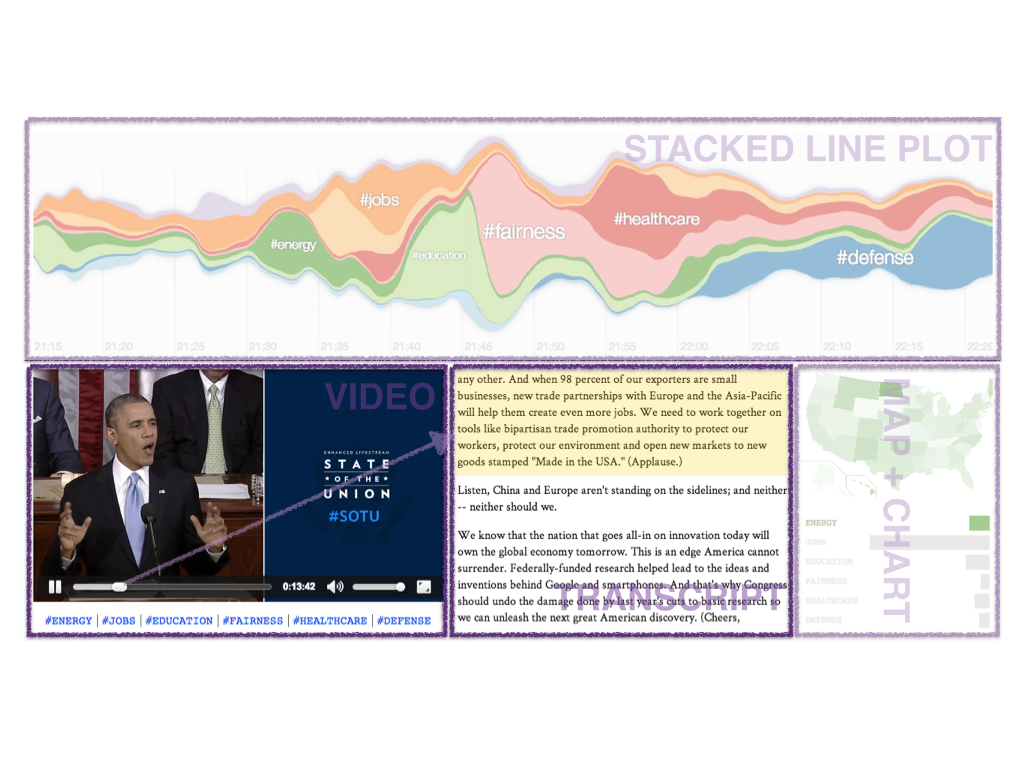 STACKED LINE PLOT
#jobs
#healthcare
#fairness
#energy
#education
#defense
21:15 21:20 21:25 21:30 21:35 21:40 21:45 21:50 21:55 22:00 22:05 22:10 22:15 22:20
VIDEO
ENHANCED LIVESTREAM
STATE
OF THE
UNION
#SOTU
0:13:42
#ENERGY | #JOBS | #EDUCATION | #FAIRNESS | #HEALTHCARE | #DEFENSE
any other. And when 98 percent of our exporters are small
businesses, new trade partnerships with Europe and the Asia-Pacific
will help them create even more jobs. We need to work together on
tools like bipartisan trade promotion authority to protect our
workers, protect our environment and open new markets to new
goods stamped "Made in the USA." (Applause.)
Listen, China and Europe aren't standing on the sidelines; and neither
-- neither should we.
We know that the nation that goes all-in on innovation today will
own the global economy tomorrow. This is an edge America cannot
surrender. Federally-funded research helped lead to the ideas and
inventions behind Google and smartphones. And that's why Congress
should undo the damage done by last year's cuts to basic research so
we can unleash the next great American discovery. (Cheers,
TRANSCRIPT
MAP + CHART
ENERGY
JOBS
EDUCATION
FAIRNESS
HEALTHCARE
DEFENSE